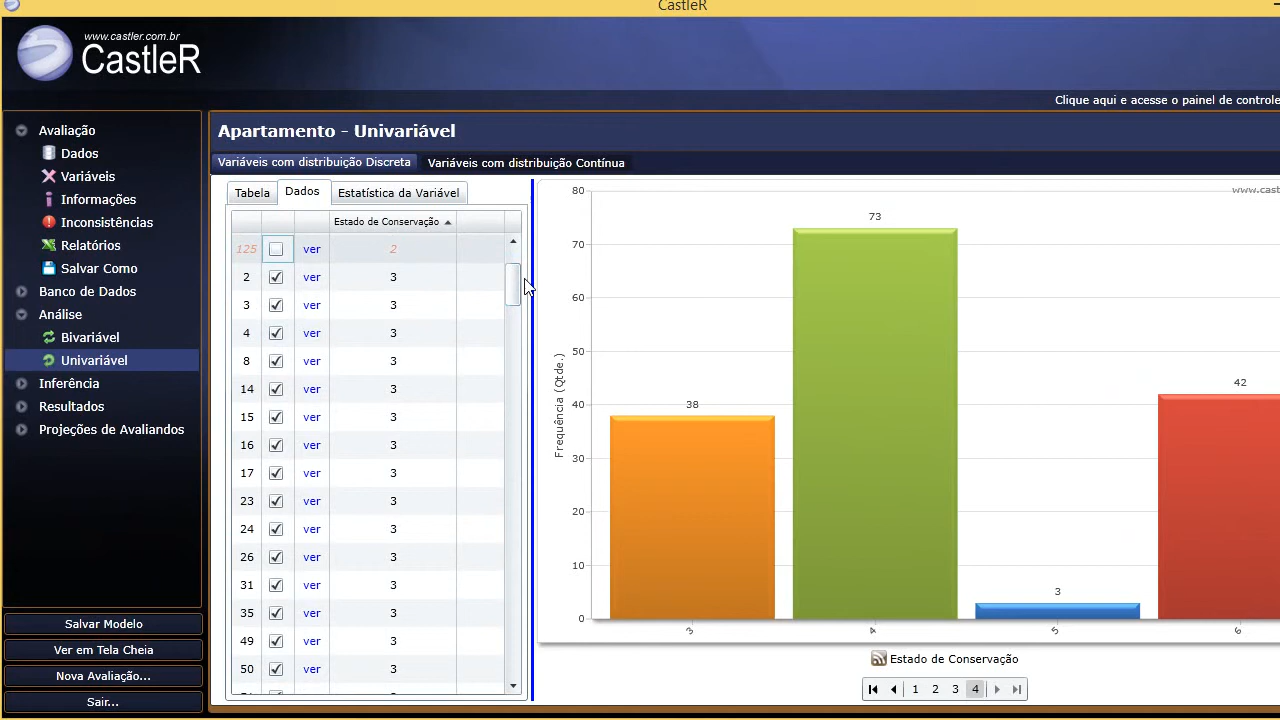 CastleR
www.castler.com.br
CastleR
Clique aqui e acesse o painel de controle
Avaliação
Dados
Variáveis
Informações
Inconsistências
Relatórios
Salvar Como
Banco de Dados
Análise
Bivariável
Univariável
Inferência
Resultados
Projeções de Avaliandos
Salvar Modelo
Ver em Tela Cheia
Nova Avaliação...
Sair...
Apartamento - Univariável
Variáveis com distribuição Discreta Variáveis com distribuição Contínua
Tabela Dados Estatística da Variável
Estado de Conservação
125 ver 2
2 ver 3
3 ver 3
4 ver 3
8 ver 3
14 ver 3
15 ver 3
16 ver 3
17 ver 3
23 ver 3
24 ver 3
26 ver 3
31 ver 3
35 ver 3
49 ver 3
50 ver 3
www.cast
Frequência (Qtde.)
80
70
60
50
40
30
20
10
0
38
73
3
42
3 4 5 6
Estado de Conservação
1 2 3 4